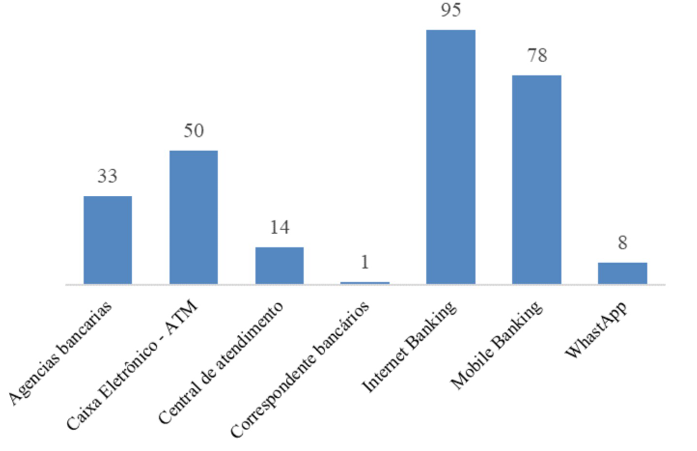 95
78
50
33
14
8
1
Agencias bancarias
Caixa Eletrônico - ATM
Central de atendimento
Correspondente bancários
Internet Banking
Mobile Banking
WhastApp